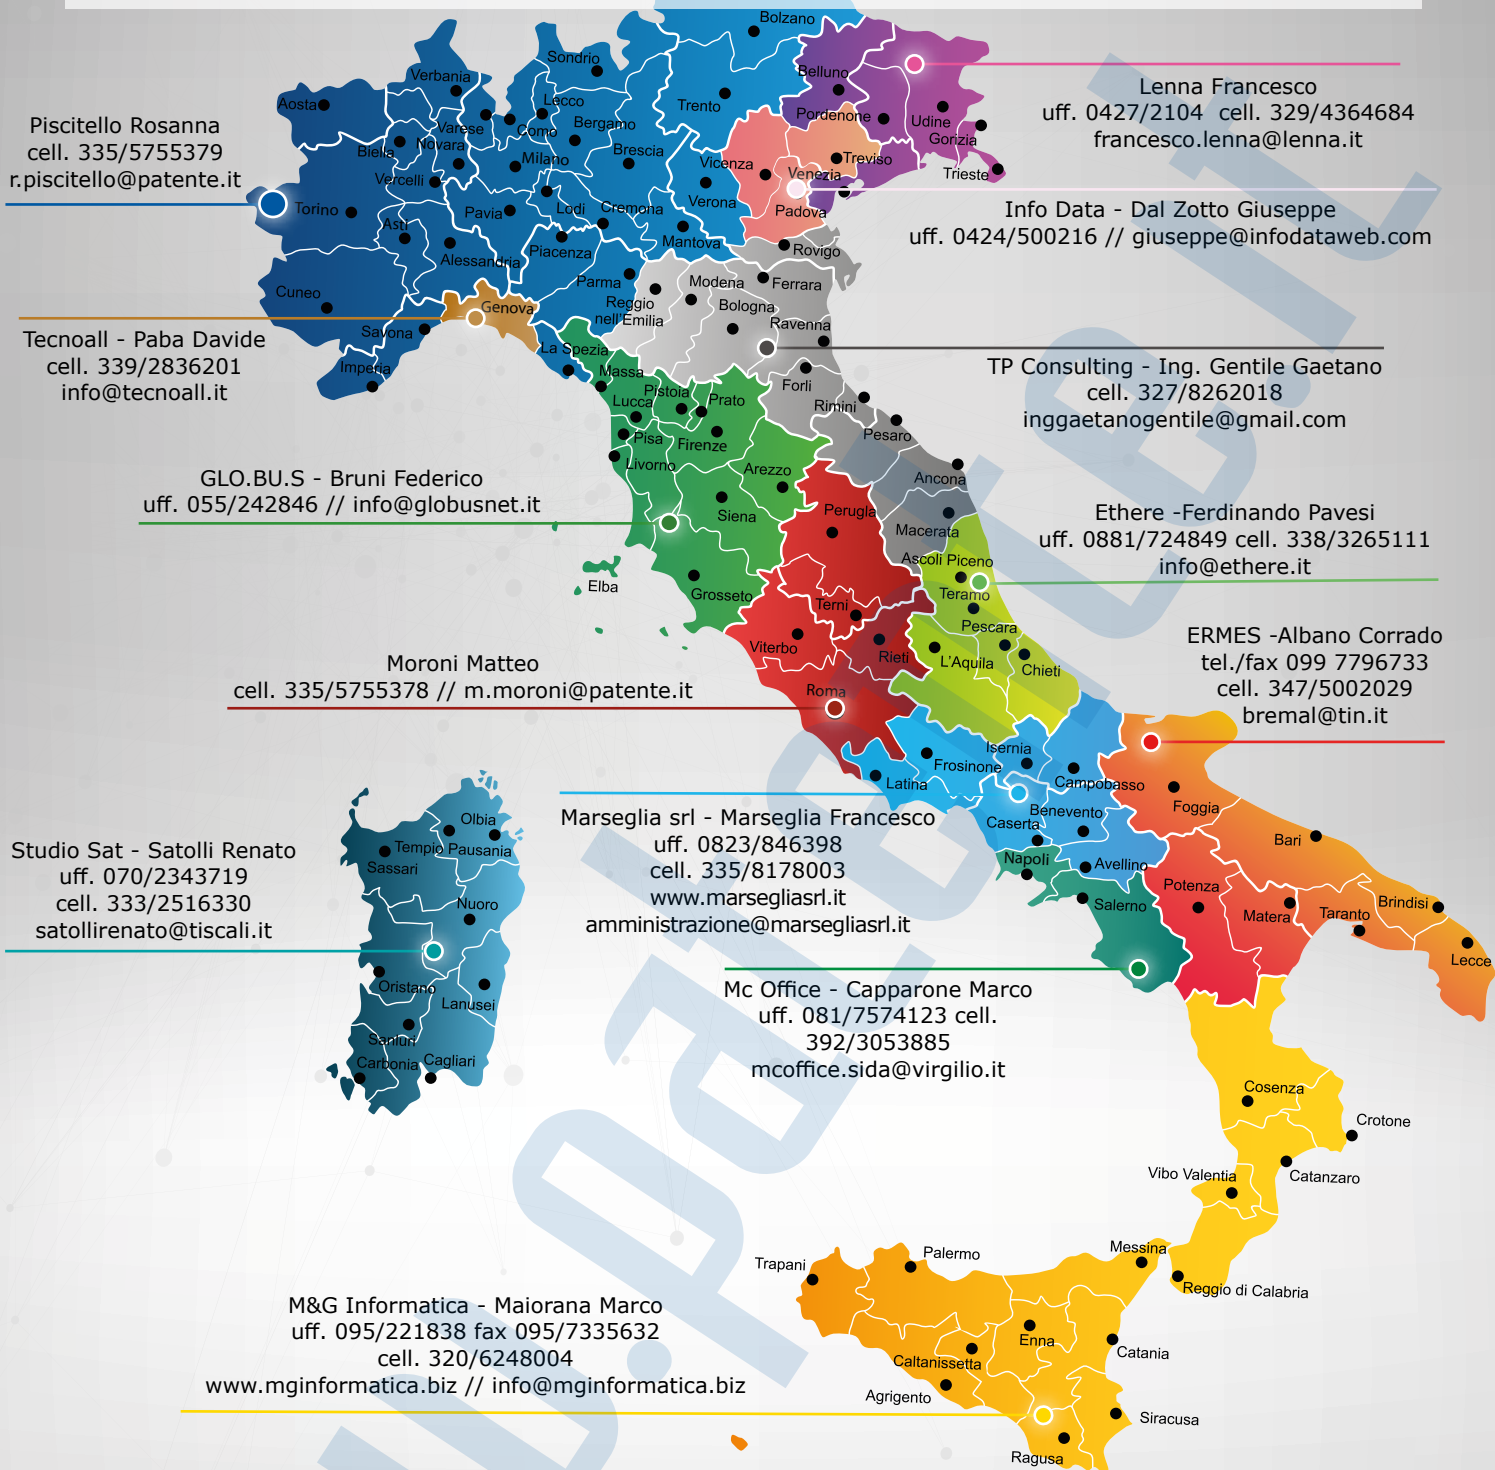 Bolzano
Sondrio
Verbania
Belluno
Aosta
Trento
Lecco
Lenna Francesco
uff. 0427/2104 cell. 329/4364684
francesco.lenna@lenna.it
Piscitello Rosanna
cell. 335/5755379
r.piscitello@patente.it
Varese
Como
Bergamo
Pordenone
Udine
Gorizia
Biella
Novara
Milano
Brescia
Vicenza
Treviso
Venezia
Trieste
Vercelli
Torino
Pavia
Lodi
Cremona
Verona
Padova
Info Data - Dal Zotto Giuseppe
uff. 0424/500216 // giuseppe@infodataweb.com
Asti
Mantova
Alessandria
Piacenza
Rovigo
Cuneo
Parma
Modena
Ferrara
Reggio
nell'Emilia
Genova
Bologna
Ravenna
Savona
La Spezia
Tecnoall - Paba Davide
cell. 339/2836201
info@tecnoall.it
Imperia
Massa
TP Consulting - Ing. Gentile Gaetano
cell. 327/8262018
inggaetanogentile@gmail.com
Pistoia
Prato
Forli
Lucca
Rimini
Pisa
Firenze
Pesaro
Livorno
Arezzo
Ancona
GLO.BU.S - Bruni Federico
uff. 055/242846 // info@globusnet.it
Siena
Perugla
Macerata
Ethere -Ferdinando Pavesi
uff. 0881/724849 cell. 338/3265111
info@ethere.it
Ascoli Piceno
Elba
Grosseto
Teramo
Terni
Pescara
Viterbo
Rieti
L'Aquila
Chieti
ERMES -Albano Corrado
tel./fax 099 7796733
cell. 347/5002029
bremal@tin.it
Moroni Matteo
cell. 335/5755378 // m.moroni@patente.it
Roma
Isernia
Frosinone
Latina
Campobasso
Foggia
Marseglia srl - Marseglia Francesco
uff. 0823/846398
cell. 335/8178003
www.marsegliasrl.it
amministrazione@marsegliasrl.it
Benevento
Caserta
Bari
Olbia
Tempio Pausania
Sassari
Studio Sat - Satolli Renato
uff. 070/2343719
cell. 333/2516330
satollirenato@tiscali.it
Napoli
Avellino
Potenza
Salerno
Matera
Taranto
Brindisi
Nuoro
Lecce
Oristano
Lanusei
Mc Office - Capparone Marco
uff. 081/7574123 cell.
392/3053885
mcoffice.sida@virgilio.it
Sanluri
Carbonia
Cagliari
Cosenza
Crotone
Vibo Valentia
Catanzaro
Messina
Palermo
Trapani
Reggio di Calabria
M&G Informatica - Maiorana Marco
uff. 095/221838 fax 095/7335632
cell. 320/6248004
www.mginformatica.biz // info@mginformatica.biz
Enna
Catania
Caltanissetta
Agrigento
Siracusa
Ragusa